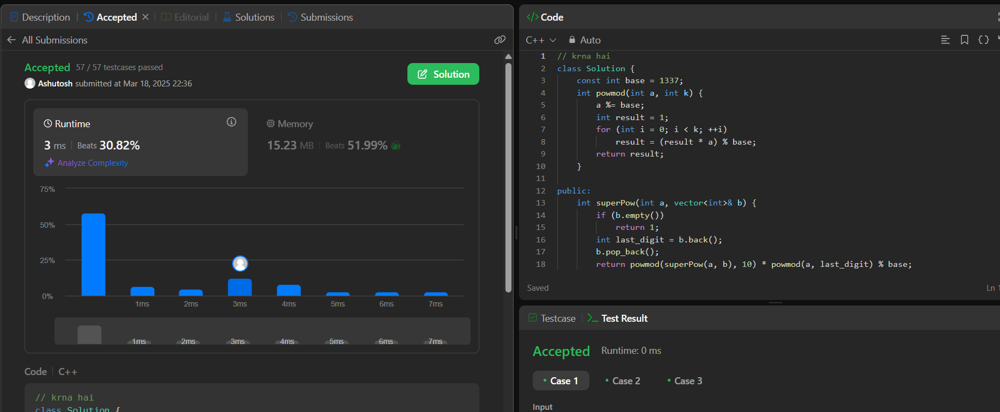 Description
Accepted
Editorial
Solutions
Submissions
All Submissions
Accepted 57 / 57 testcases passed
Ashutosh submitted at Mar 18, 2025 22:36
Solution
Runtime
3 ms Beats 30.82%
Analyze Complexity
Memory
15.23 MB Beats 51.99%
75%
50%
25%
0%
1ms 2ms 3ms 4ms 5ms 6ms 7ms
1ms 2ms 3ms 4ms 5ms 6ms 7ms
Code C++
// krna hai
class Solution {
</> Code
C++ Auto
1 // krna hai
2 class Solution {
3 const int base = 1337;
4 int powmod(int a, int k) {
5 a %= base;
6 int result = 1;
7 for (int i = 0; i < k; ++i)
8 result = (result * a) % base;
9 return result;
10 }
11
12 public:
13 int superPow(int a, vector<int>& b) {
14 if (b.empty())
15 return 1;
16 int last_digit = b.back();
17 b.pop_back();
18 return powmod(superPow(a, b), 10) * powmod(a, last_digit) % base;
Saved
Ln 1
Testcase
Test Result
Accepted Runtime: 0 ms
Case 1
Case 2
Case 3
Input